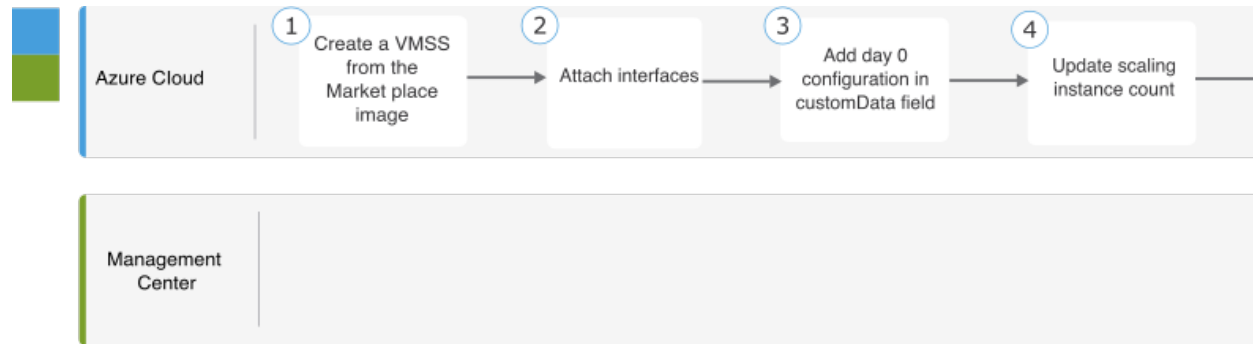 1
Create a VMSS
from the
Market place
image
2
Attach interfaces
3
Add day 0
configuration in
customData field
4
Update scaling
instance count
Azure Cloud
Management
Center